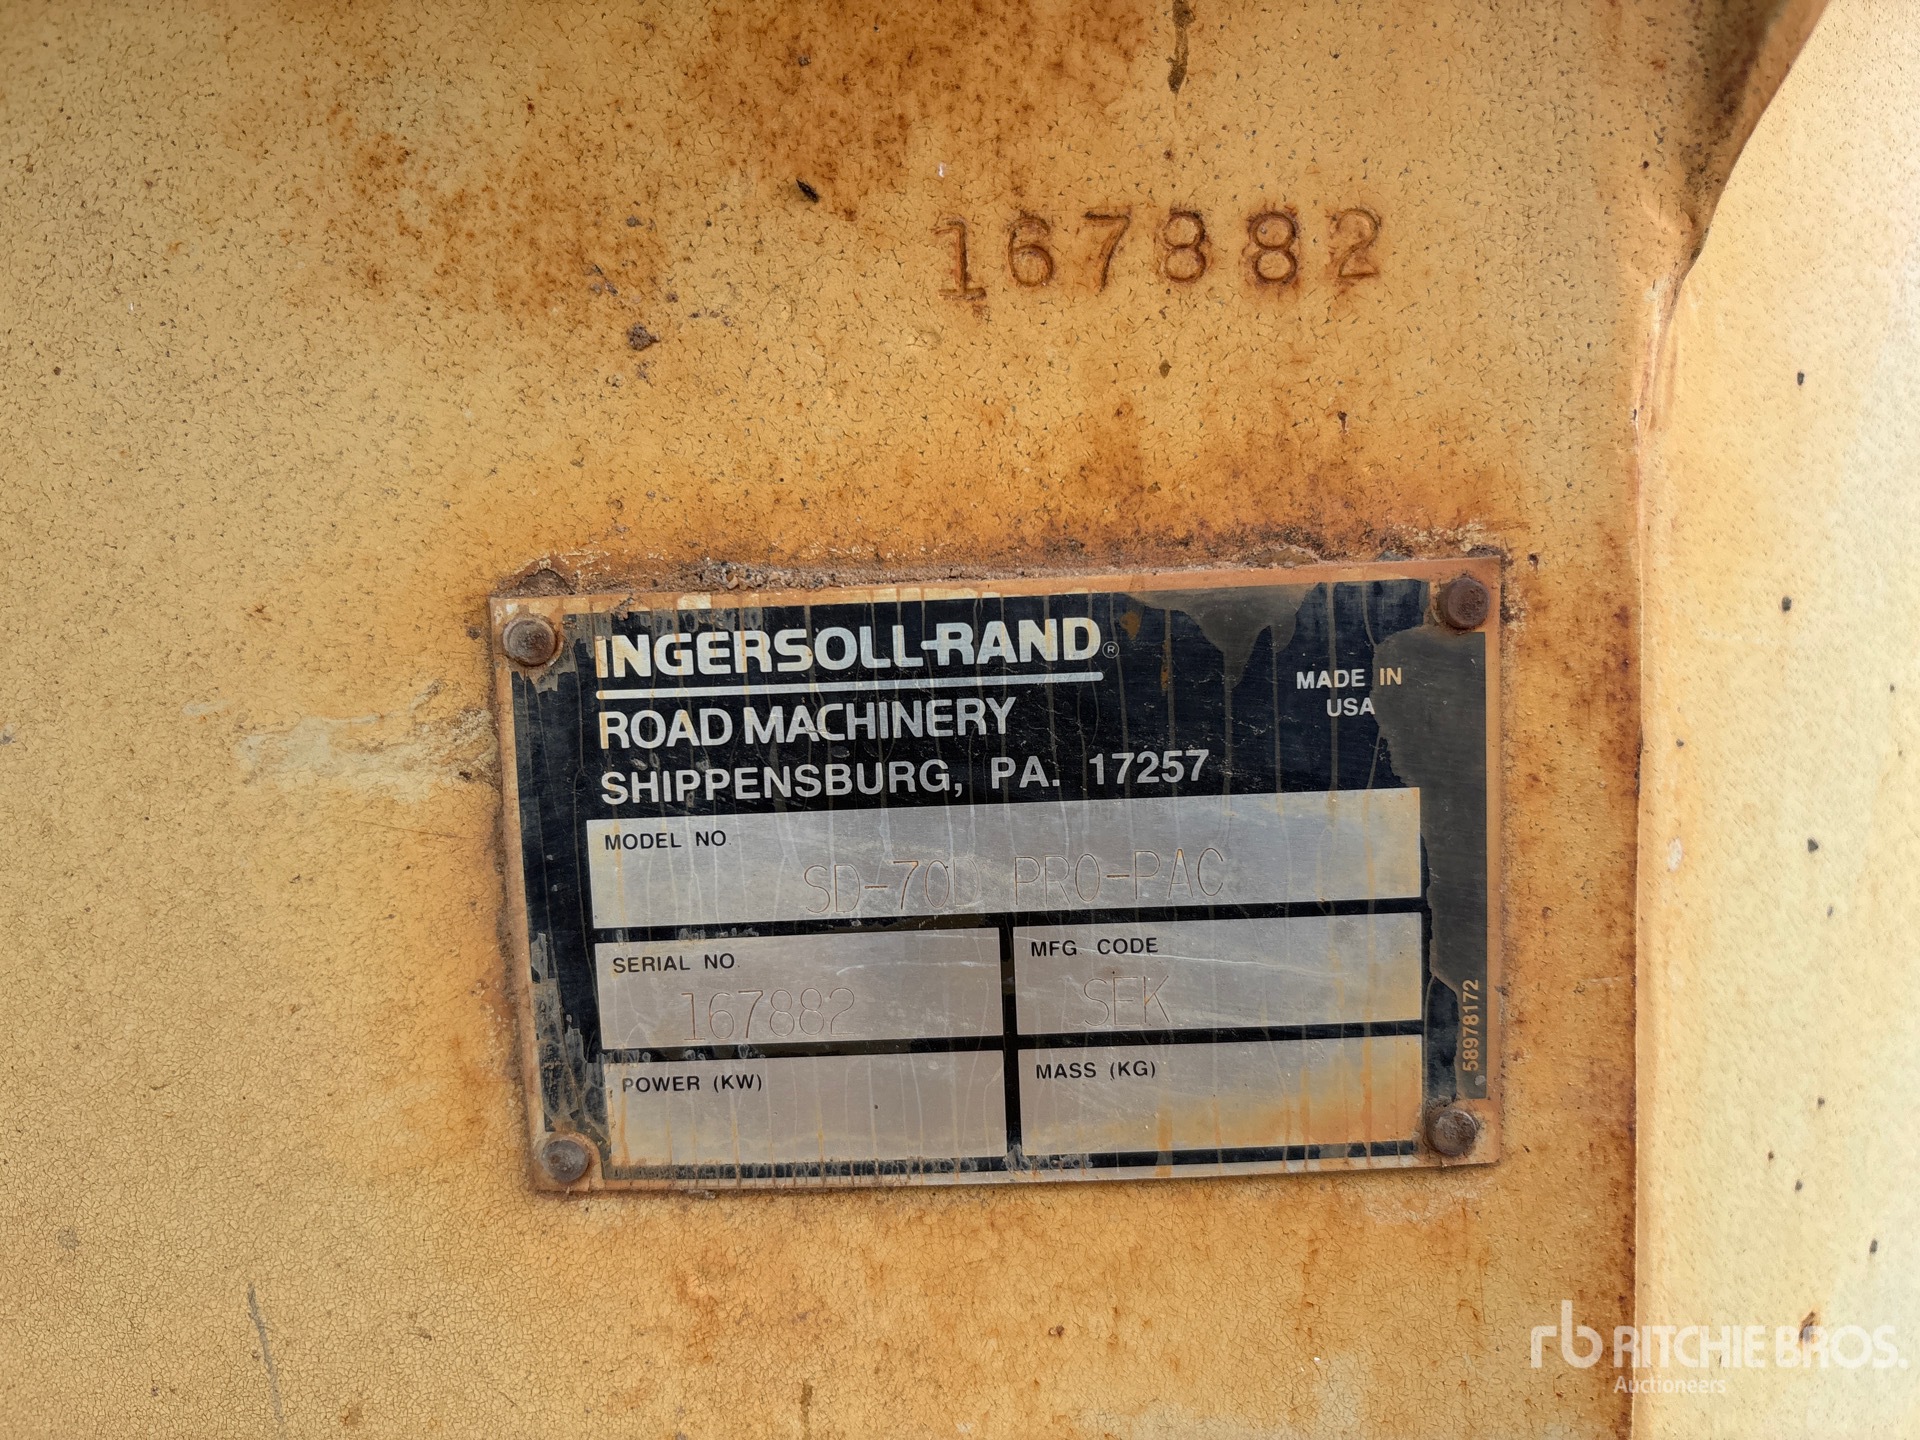 167882
INGERSOLL-RAND®
ROAD MACHINERY
SHIPPENSBURG, PA. 17257
MADE IN
USA
MODEL NO.
SD-70D PRO-PAC
SERIAL NO.
167882
MFG. CODE
SEK
POWER (KW)
MASS (KG)
58978172
rb RITCHIE BROS.
Auctioneers